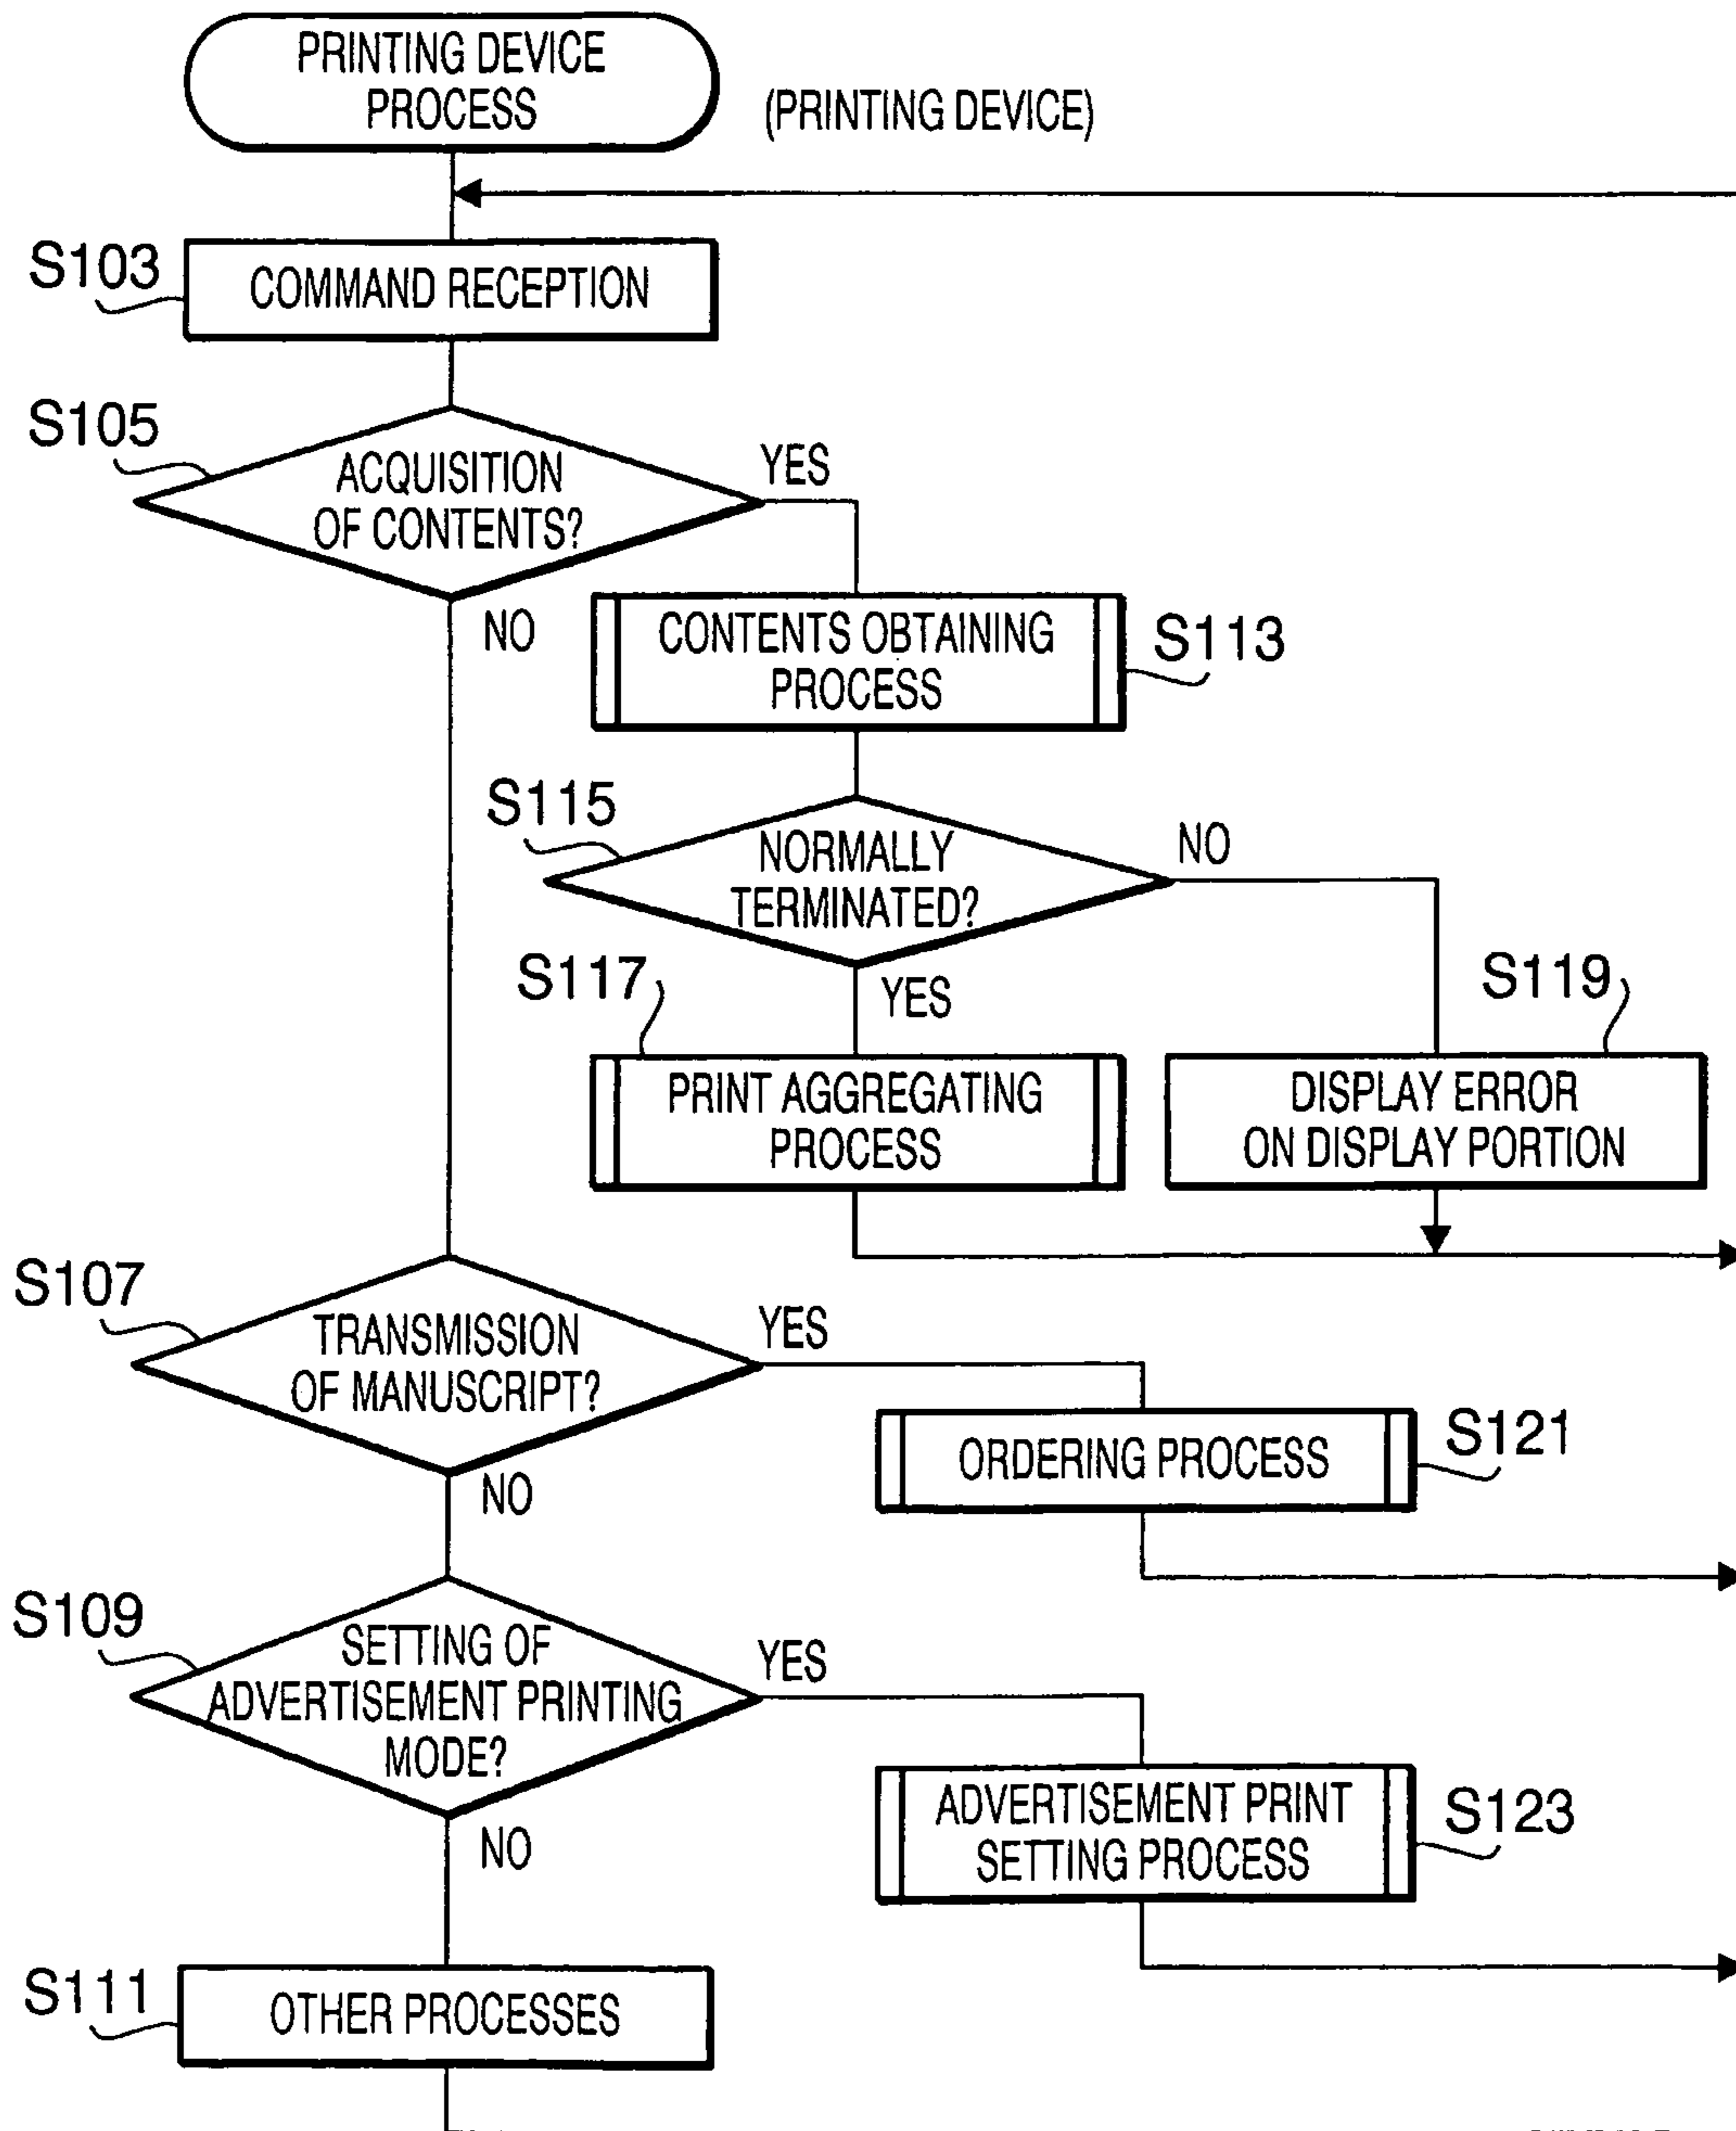 PRINTING DEVICE
PROCESS
(PRINTING DEVICE)
S103
COMMAND RECEPTION
S105
ACQUISITION
OF CONTENTS?
YES
NO
CONTENTS OBTAINING
PROCESS
S113
S115
NORMALLY
TERMINATED?
NO
YES
S117
PRINT AGGREGATING
PROCESS
S119
DISPLAY ERROR
ON DISPLAY PORTION
S107
TRANSMISSION
OF MANUSCRIPT?
YES
NO
ORDERING PROCESS
S121
S109
SETTING OF
ADVERTISEMENT PRINTING
MODE?
YES
NO
ADVERTISEMENT PRINT
SETTING PROCESS
S123
S111
OTHER PROCESSES